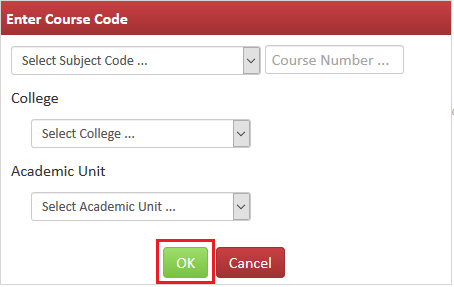 Enter Course Code
Select Subject Code ... Course Number ...
College
Select College ...
Academic Unit
Select Academic Unit ...
OK Cancel